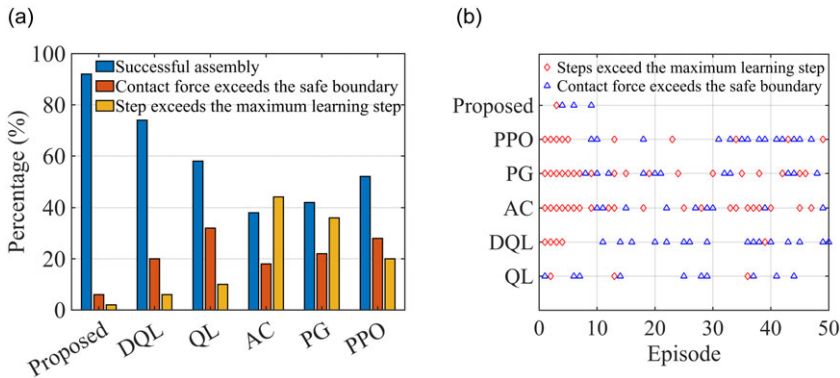 (a)
100
80
60
40
20
0
Percentage (%)
Successful assembly
Contact force exceeds the safe boundary
Step exceeds the maximum learning step
Proposed
DQL
QL
AC
PG
PPO
(b)
Steps exceed the maximum learning step
Contact force exceeds the safe boundary
Proposed
PPO
PG
AC
DQL
QL
0 10 20 30 40 50
Episode